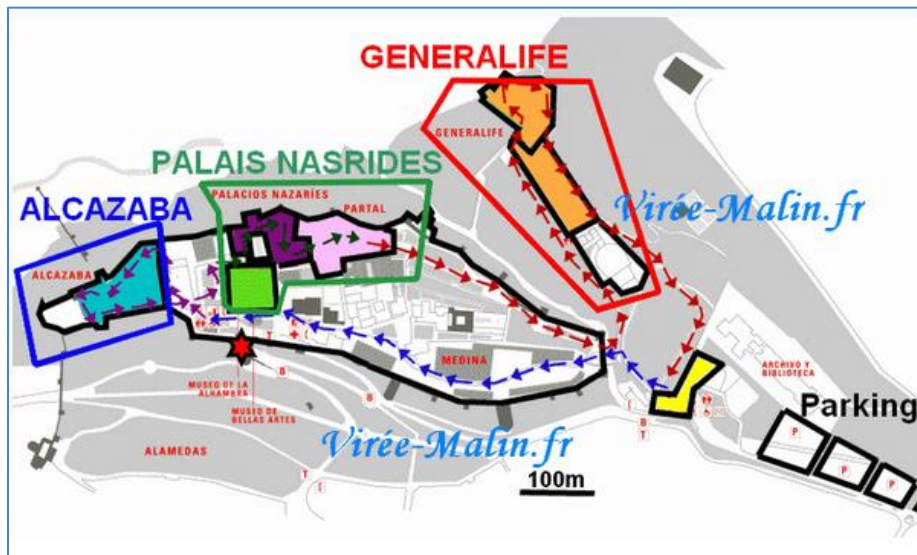 GENERALIFE
GENERALIFE
PALAIS NASRIDES
PALACIOS NAZARÍES
PARTAL
Virée-Malin.fr
ALCAZABA
ALCAZABA
MEDINA
ARCHIVO Y
BIBLIOTECA
MUSEO DE LA
ALHAMBRA
MUSEO DE
BELLAS ARTES
B
T
B
B
T
Parking
P
P
P
Virée-Malin.fr
ALAMEDAS
T
100m